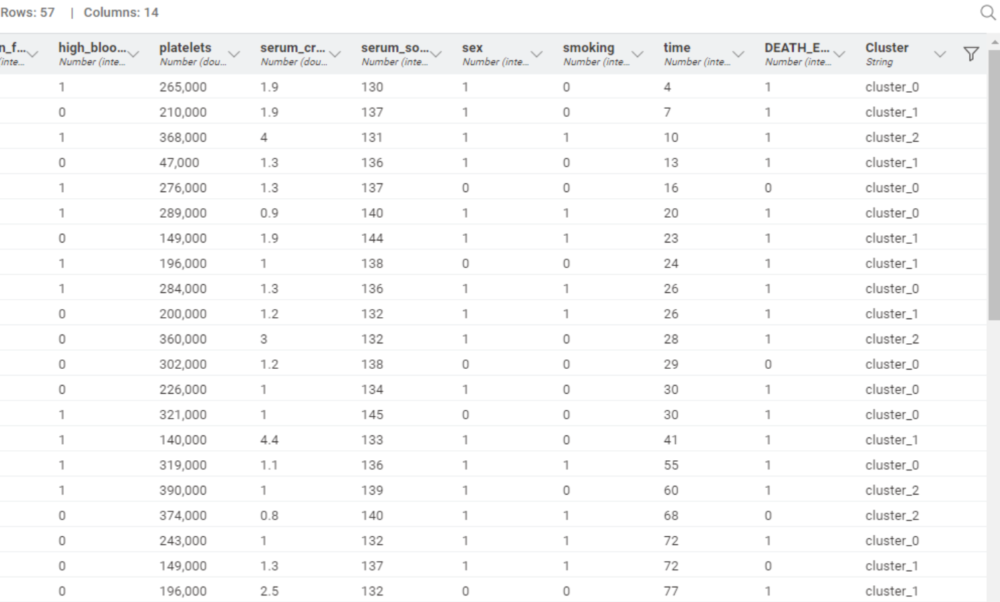 Rows: 57 | Columns: 14
n_f... high_bloo... platelets serum_cr... serum_so... sex smoking time DEATH_E... Cluster
(inte... Number (inte... Number (dou... Number (dou... Number (inte... Number (inte... Number (inte... Number (inte... Number (inte... String
1 265,000 1.9 130 1 0 4 1 cluster_0
0 210,000 1.9 137 1 0 7 1 cluster_1
1 368,000 4 131 1 1 10 1 cluster_2
0 47,000 1.3 136 1 0 13 1 cluster_1
1 276,000 1.3 137 0 0 16 0 cluster_0
1 289,000 0.9 140 1 1 20 1 cluster_0
0 149,000 1.9 144 1 1 23 1 cluster_1
1 196,000 1 138 0 0 24 1 cluster_1
1 284,000 1.3 136 1 1 26 1 cluster_0
0 200,000 1.2 132 1 1 26 1 cluster_1
0 360,000 3 132 1 0 28 1 cluster_2
0 302,000 1.2 138 0 0 29 0 cluster_0
0 226,000 1 134 1 0 30 1 cluster_0
1 321,000 1 145 0 0 30 1 cluster_0
1 140,000 4.4 133 1 0 41 1 cluster_1
1 319,000 1.1 136 1 1 55 1 cluster_0
1 390,000 1 139 1 0 60 1 cluster_2
0 374,000 0.8 140 1 1 68 0 cluster_2
0 243,000 1 132 1 1 72 1 cluster_0
0 149,000 1.3 137 1 1 72 0 cluster_1
0 196,000 2.5 132 0 0 77 1 cluster_1